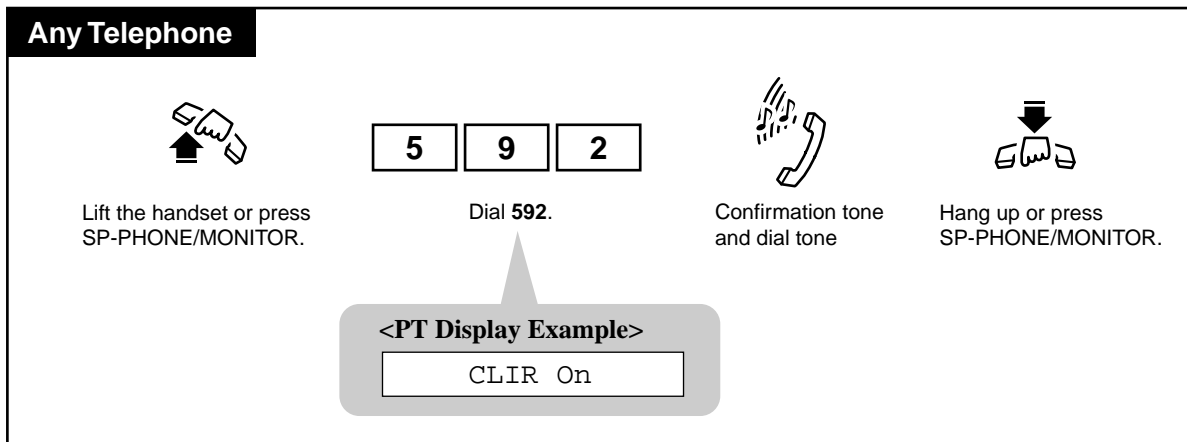 Any Telephone
5 9 2
Lift the handset or press
SP-PHONE/MONITOR.
Dial 592.
Confirmation tone
and dial tone
Hang up or press
SP-PHONE/MONITOR.
<PT Display Example>
CLIR On